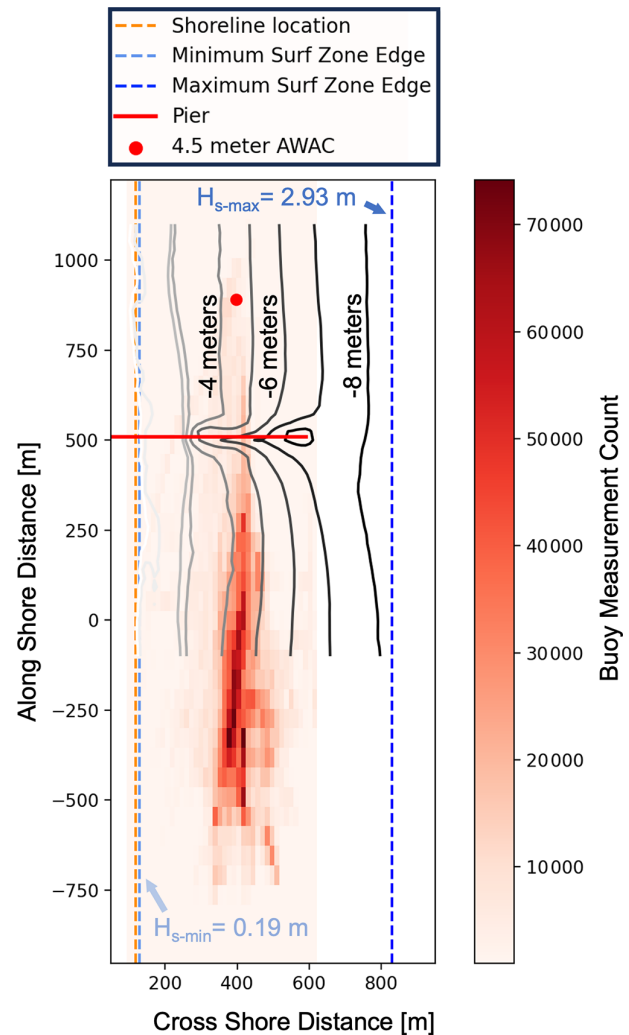 Shoreline location
Minimum Surf Zone Edge
Maximum Surf Zone Edge
Pier
4.5 meter AWAC
Hs-max= 2.93 m
-4 meters
-6 meters
-8 meters
Hs-min= 0.19 m
1000
750
500
250
0
−250
−500
−750
Along Shore Distance [m]
200
400
600
800
Cross Shore Distance [m]
70000
60000
50000
40000
30000
20000
10000
Buoy Measurement Count